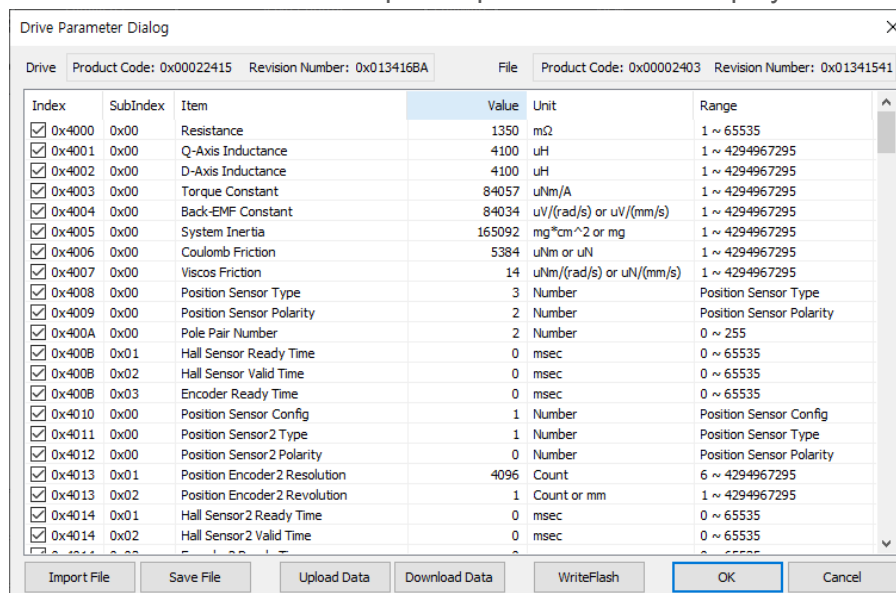 Drive Parameter Dialog
Drive Product Code: 0x00022415 Revision Number: 0x013416BA File Product Code: 0x00002403 Revision Number: 0x01341541
Index SubIndex Item Value Unit Range
0x4000 0x00 Resistance 1350 mΩ 1 ~ 65535
0x4001 0x00 Q-Axis Inductance 4100 uH 1 ~ 4294967295
0x4002 0x00 D-Axis Inductance 4100 uH 1 ~ 4294967295
0x4003 0x00 Torque Constant 84057 uNm/A 1 ~ 4294967295
0x4004 0x00 Back-EMF Constant 84034 uV/(rad/s) or uV/(mm/s) 1 ~ 4294967295
0x4005 0x00 System Inertia 165092 mg*cm^2 or mg 1 ~ 4294967295
0x4006 0x00 Coulomb Friction 5384 uNm or uN 1 ~ 4294967295
0x4007 0x00 Viscos Friction 14 uNm/(rad/s) or uN/(mm/s) 1 ~ 4294967295
0x4008 0x00 Position Sensor Type 3 Number Position Sensor Type
0x4009 0x00 Position Sensor Polarity 2 Number Position Sensor Polarity
0x400A 0x00 Pole Pair Number 2 Number 0 ~ 255
0x400B 0x01 Hall Sensor Ready Time 0 msec 0 ~ 65535
0x400B 0x02 Hall Sensor Valid Time 0 msec 0 ~ 65535
0x400B 0x03 Encoder Ready Time 0 msec 0 ~ 65535
0x4010 0x00 Position Sensor Config 1 Number Position Sensor Config
0x4011 0x00 Position Sensor2 Type 1 Number Position Sensor Type
0x4012 0x00 Position Sensor2 Polarity 0 Number Position Sensor Polarity
0x4013 0x01 Position Encoder2 Resolution 4096 Count 6 ~ 4294967295
0x4013 0x02 Position Encoder2 Revolution 1 Count or mm 1 ~ 4294967295
0x4014 0x01 Hall Sensor2 Ready Time 0 msec 0 ~ 65535
0x4014 0x02 Hall Sensor2 Valid Time 0 msec 0 ~ 65535
Import File Save File Upload Data Download Data WriteFlash OK Cancel